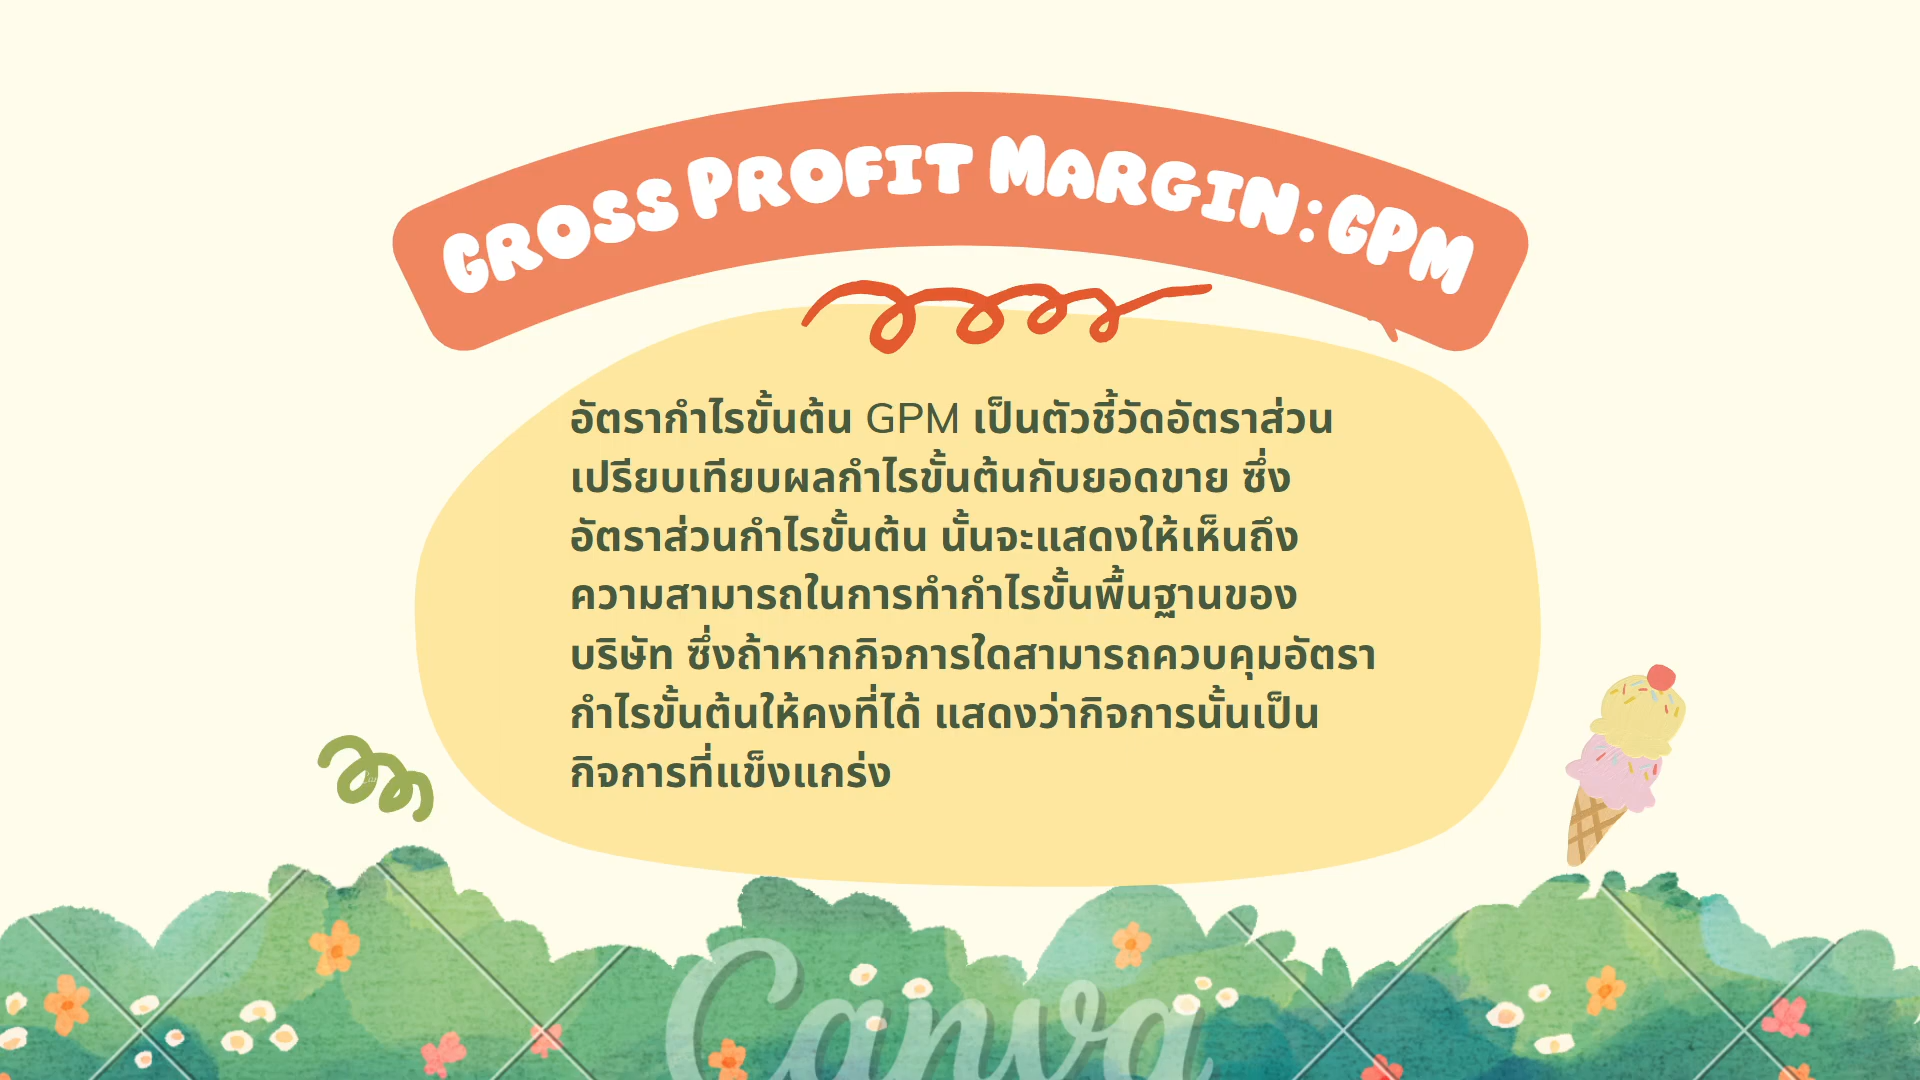 GROSS PROFIT MARGIN: GPM
อัตรากำไรขั้นต้น GPM เป็นตัวชี้วัดอัตราส่วน
เปรียบเทียบผลกำไรขั้นต้นกับยอดขาย ซึ่ง
อัตราส่วนกำไรขั้นต้น นั้นจะแสดงให้เห็นถึง
ความสามารถในการทำกำไรขั้นพื้นฐานของ
บริษัท ซึ่งถ้าหากกิจการใดสามารถควบคุมอัตรา
กำไรขั้นต้นให้คงที่ได้ แสดงว่ากิจการนั้นเป็น
กิจการที่แข็งแกร่ง
Canva